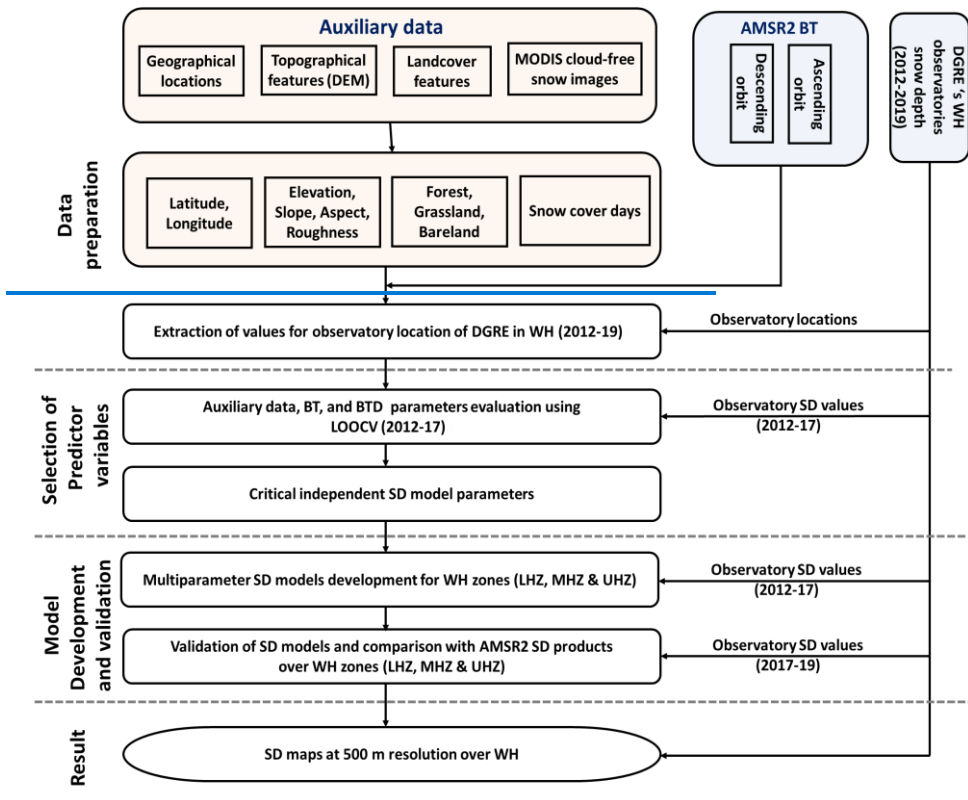 Auxiliary data
Geographical
locations
Topographical
features (DEM)
Landcover
features
MODIS cloud-free
snow images
AMSR2 BT
Descending
orbit
Ascending
orbit
DGRE 's WH
observatories
snow depth
(2012-2019)
Data
preparation
Latitude,
Longitude
Elevation,
Slope, Aspect,
Roughness
Forest,
Grassland,
Bareland
Snow cover days
Extraction of values for observatory location of DGRE in WH (2012-19)
Observatory locations
Selection of
Predictor
variables
Auxiliary data, BT, and BTD parameters evaluation using
LOOCV (2012-17)
Observatory SD values
(2012-17)
Critical independent SD model parameters
Model
Development
and validation
Multiparameter SD models development for WH zones (LHZ, MHZ & UHZ)
Observatory SD values
(2012-17)
Validation of SD models and comparison with AMSR2 SD products
over WH zones (LHZ, MHZ & UHZ)
Observatory SD values
(2017-19)
Result
SD maps at 500 m resolution over WH